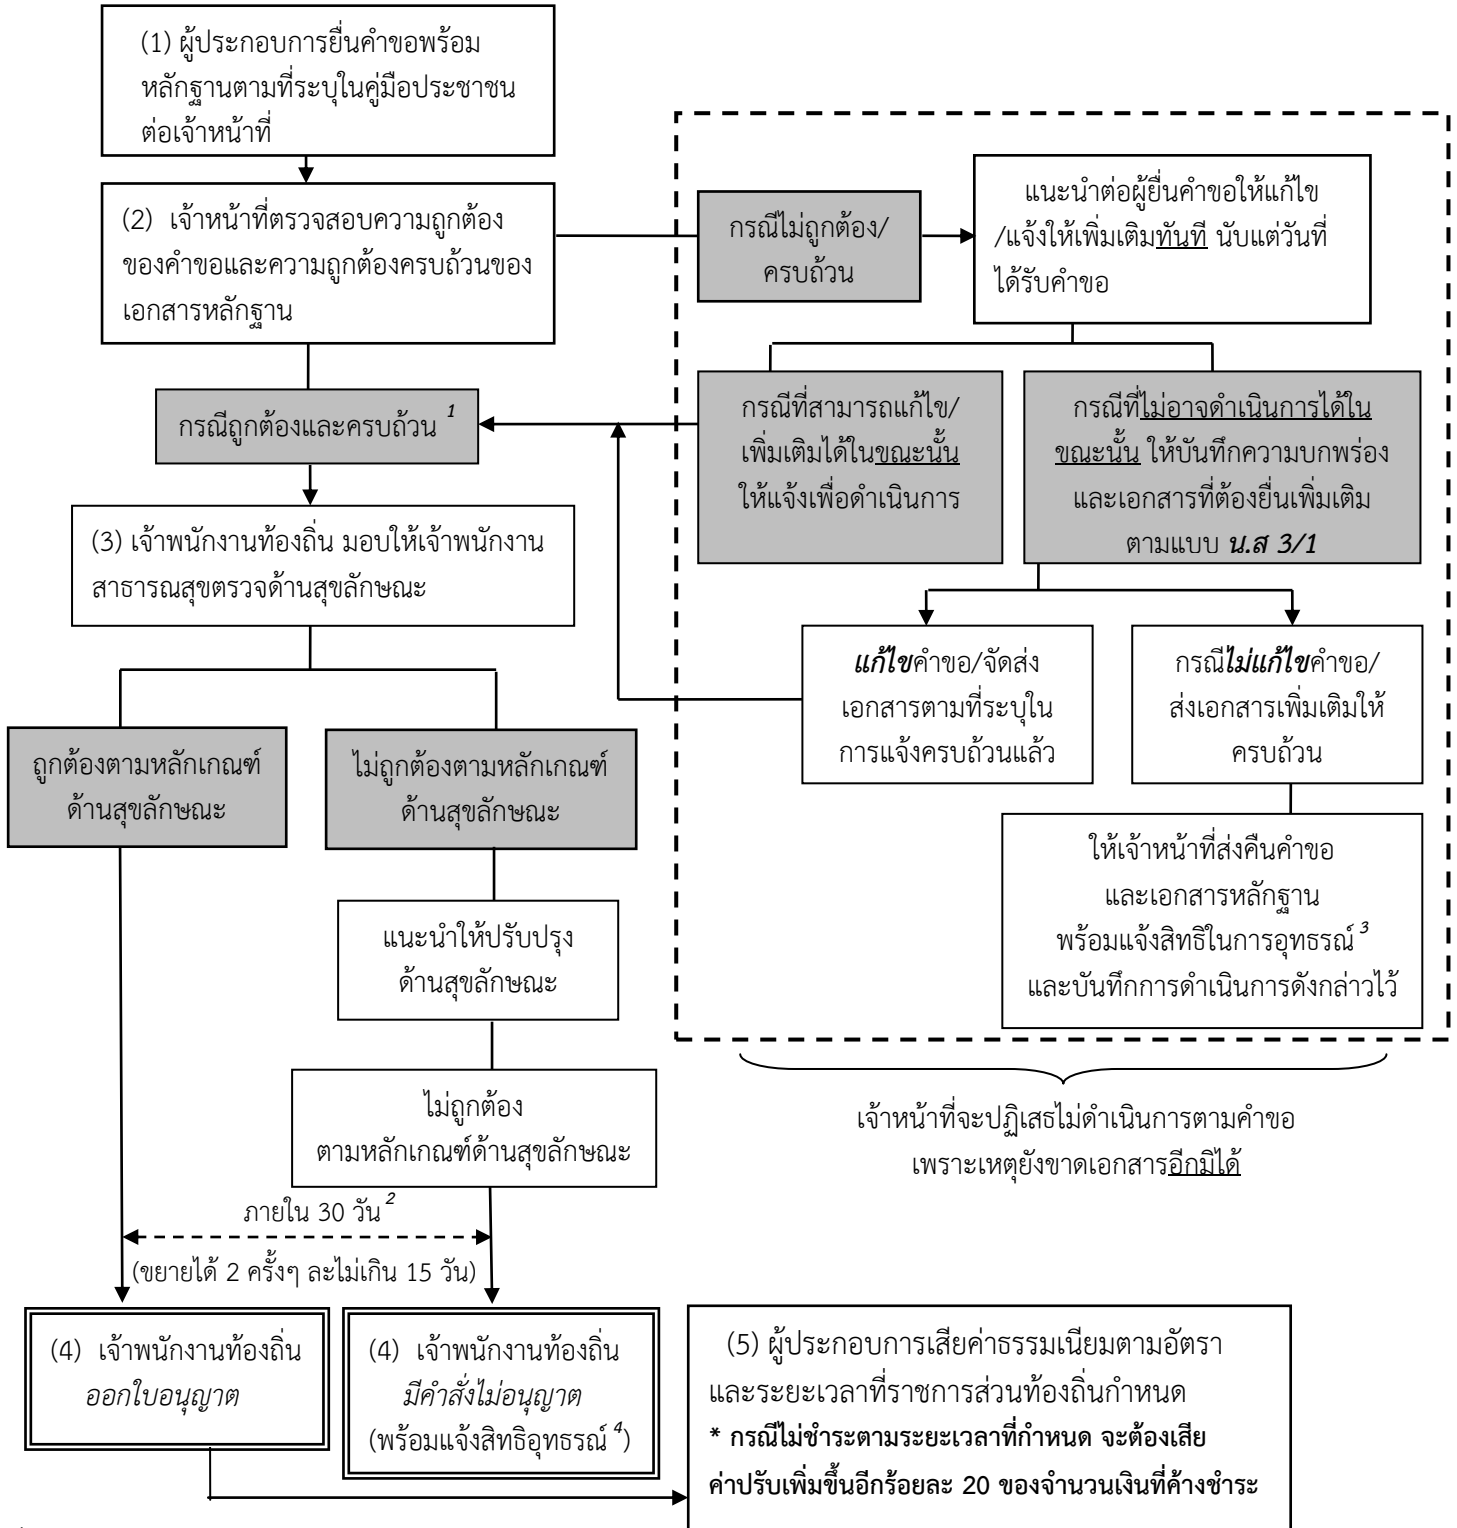 (1) ผู้ประกอบการยื่นคำขอพร้อม
หลักฐานตามที่ระบุในคู่มือประชาชน
ต่อเจ้าหน้าที่
(2) เจ้าหน้าที่ตรวจสอบความถูกต้อง
ของคำขอและความถูกต้องครบถ้วนของ
เอกสารหลักฐาน
กรณีไม่ถูกต้อง/
ครบถ้วน
แนะนำต่อผู้ยื่นคำขอให้แก้ไข
/แจ้งให้เพิ่มเติมทันที นับแต่วันที่
ได้รับคำขอ
กรณีถูกต้องและครบถ้วน 1
กรณีที่สามารถแก้ไข/
เพิ่มเติมได้ในขณะนั้น
ให้แจ้งเพื่อดำเนินการ
กรณีที่ไม่อาจดำเนินการได้ใน
ขณะนั้น ให้บันทึกความบกพร่อง
และเอกสารที่ต้องยื่นเพิ่มเติม
ตามแบบ น.ส 3/1
(3) เจ้าพนักงานท้องถิ่น มอบให้เจ้าพนักงาน
สาธารณสุขตรวจด้านสุขลักษณะ
แก้ไขคำขอ/จัดส่ง
เอกสารตามที่ระบุใน
การแจ้งครบถ้วนแล้ว
กรณีไม่แก้ไขคำขอ/
ส่งเอกสารเพิ่มเติมให้
ครบถ้วน
ถูกต้องตามหลักเกณฑ์
ด้านสุขลักษณะ
ไม่ถูกต้องตามหลักเกณฑ์
ด้านสุขลักษณะ
ให้เจ้าหน้าที่ส่งคืนคำขอ
และเอกสารหลักฐาน
พร้อมแจ้งสิทธิในการอุทธรณ์ 3
และบันทึกการดำเนินการดังกล่าวไว้
แนะนำให้ปรับปรุง
ด้านสุขลักษณะ
ไม่ถูกต้อง
ตามหลักเกณฑ์ด้านสุขลักษณะ
เจ้าหน้าที่จะปฏิเสธไม่ดำเนินการตามคำขอ
เพราะเหตุยังขาดเอกสารอีกมิได้
ภายใน 30 วัน 2
(ขยายได้ 2 ครั้งๆ ละไม่เกิน 15 วัน)
(4) เจ้าพนักงานท้องถิ่น
ออกใบอนุญาต
(4) เจ้าพนักงานท้องถิ่น
มีคำสั่งไม่อนุญาต
(พร้อมแจ้งสิทธิอุทธรณ์ 4)
(5) ผู้ประกอบการเสียค่าธรรมเนียมตามอัตรา
และระยะเวลาที่ราชการส่วนท้องถิ่นกำหนด
* กรณีไม่ชำระตามระยะเวลาที่กำหนด จะต้องเสีย
ค่าปรับเพิ่มขึ้นอีกร้อยละ 20 ของจำนวนเงินที่ค้างชำระ